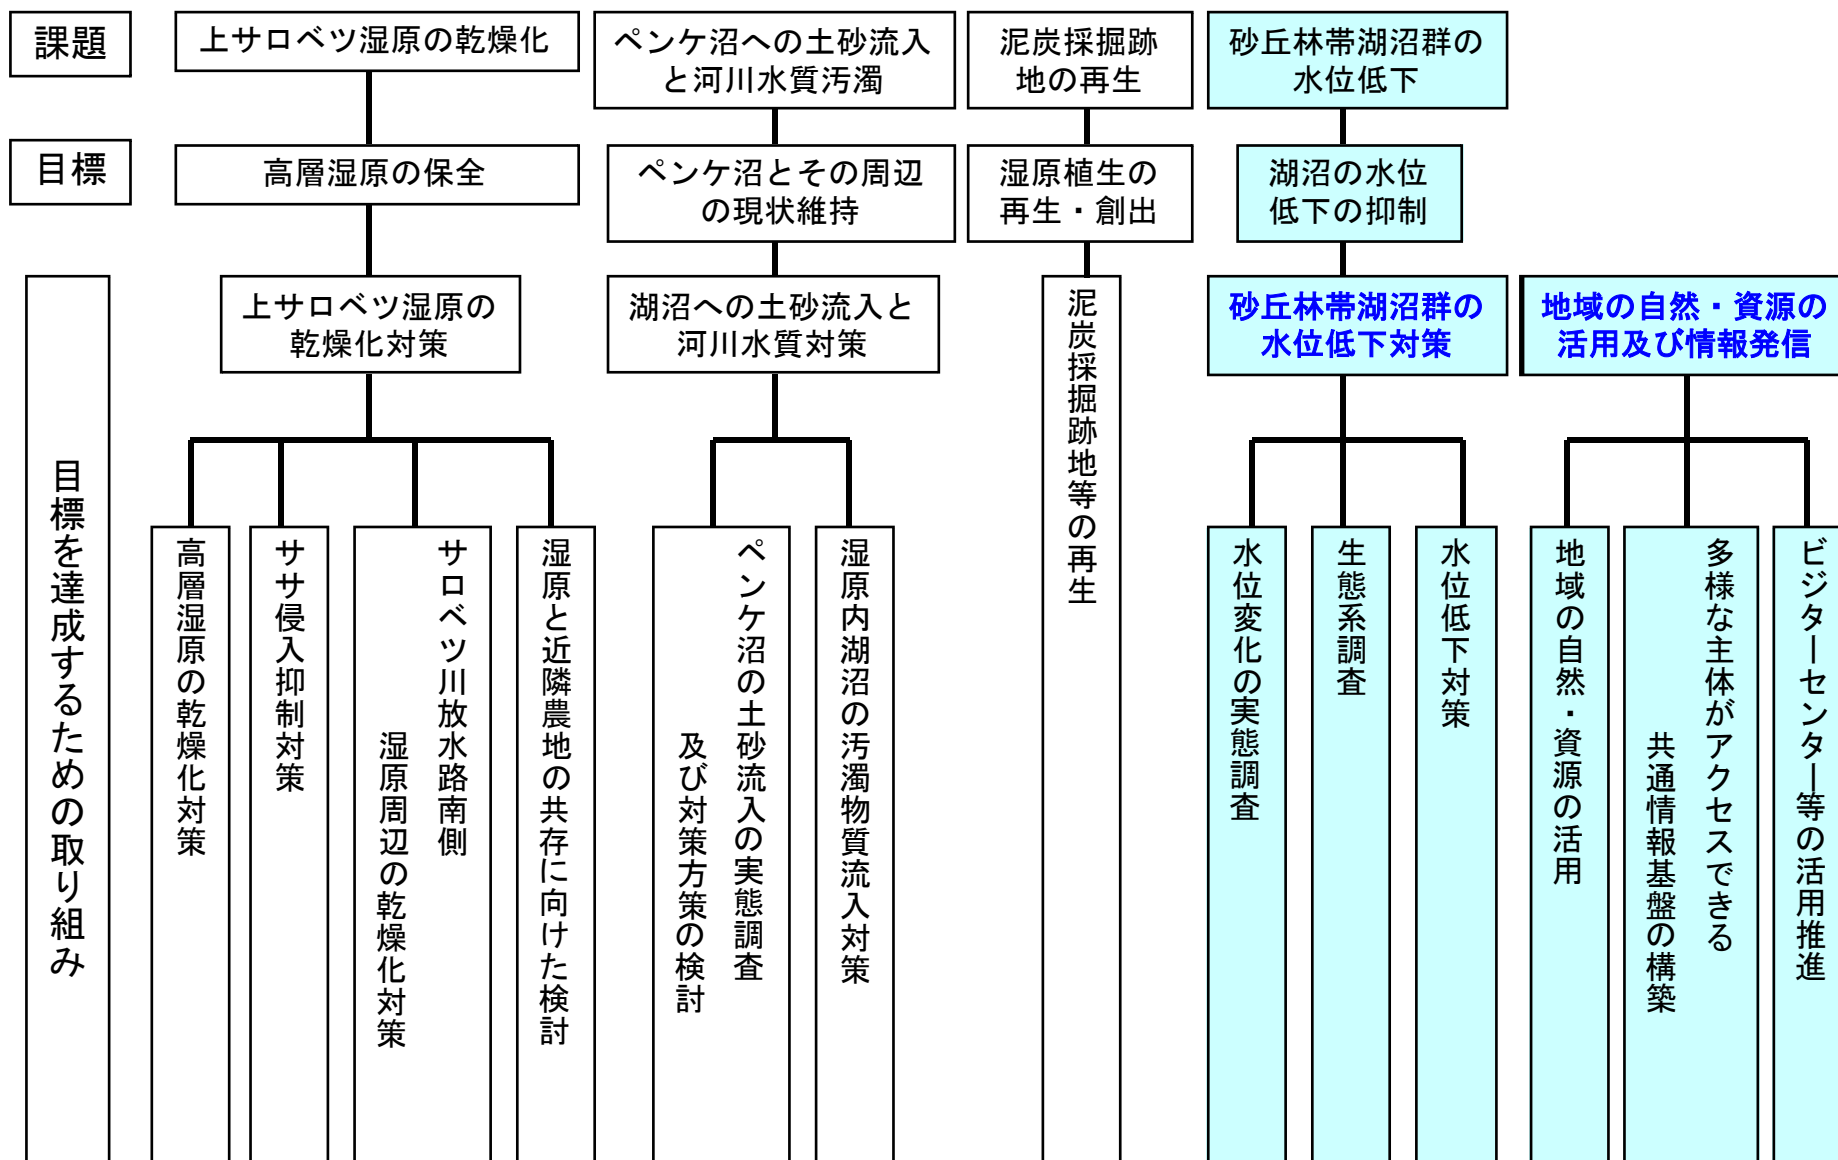 課題
上サロベツ湿原の乾燥化
ペンケ沼への土砂流入
と河川水質汚濁
泥炭採掘跡
地の再生
砂丘林帯湖沼群の
水位低下
目標
高層湿原の保全
ペンケ沼とその周辺
の現状維持
湿原植生の
再生・創出
湖沼の水位
低下の抑制
目標を達成するための取り組み
上サロベツ湿原の
乾燥化対策
湖沼への土砂流入と
河川水質対策
泥炭採掘跡地等の再生
砂丘林帯湖沼群の
水位低下対策
地域の自然・資源の
活用及び情報発信
高層湿原の乾燥化対策
ササ侵入抑制対策
サロベツ川放水路南側
湿原周辺の乾燥化対策
湿原と近隣農地の共存に向けた検討
ペンケ沼の土砂流入の実態調査
及び対策方策の検討
湿原内湖沼の汚濁物質流入対策
水位変化の実態調査
生態系調査
水位低下対策
地域の自然・資源の活用
多様な主体がアクセスできる
共通情報基盤の構築
ビジターセンター等の活用推進